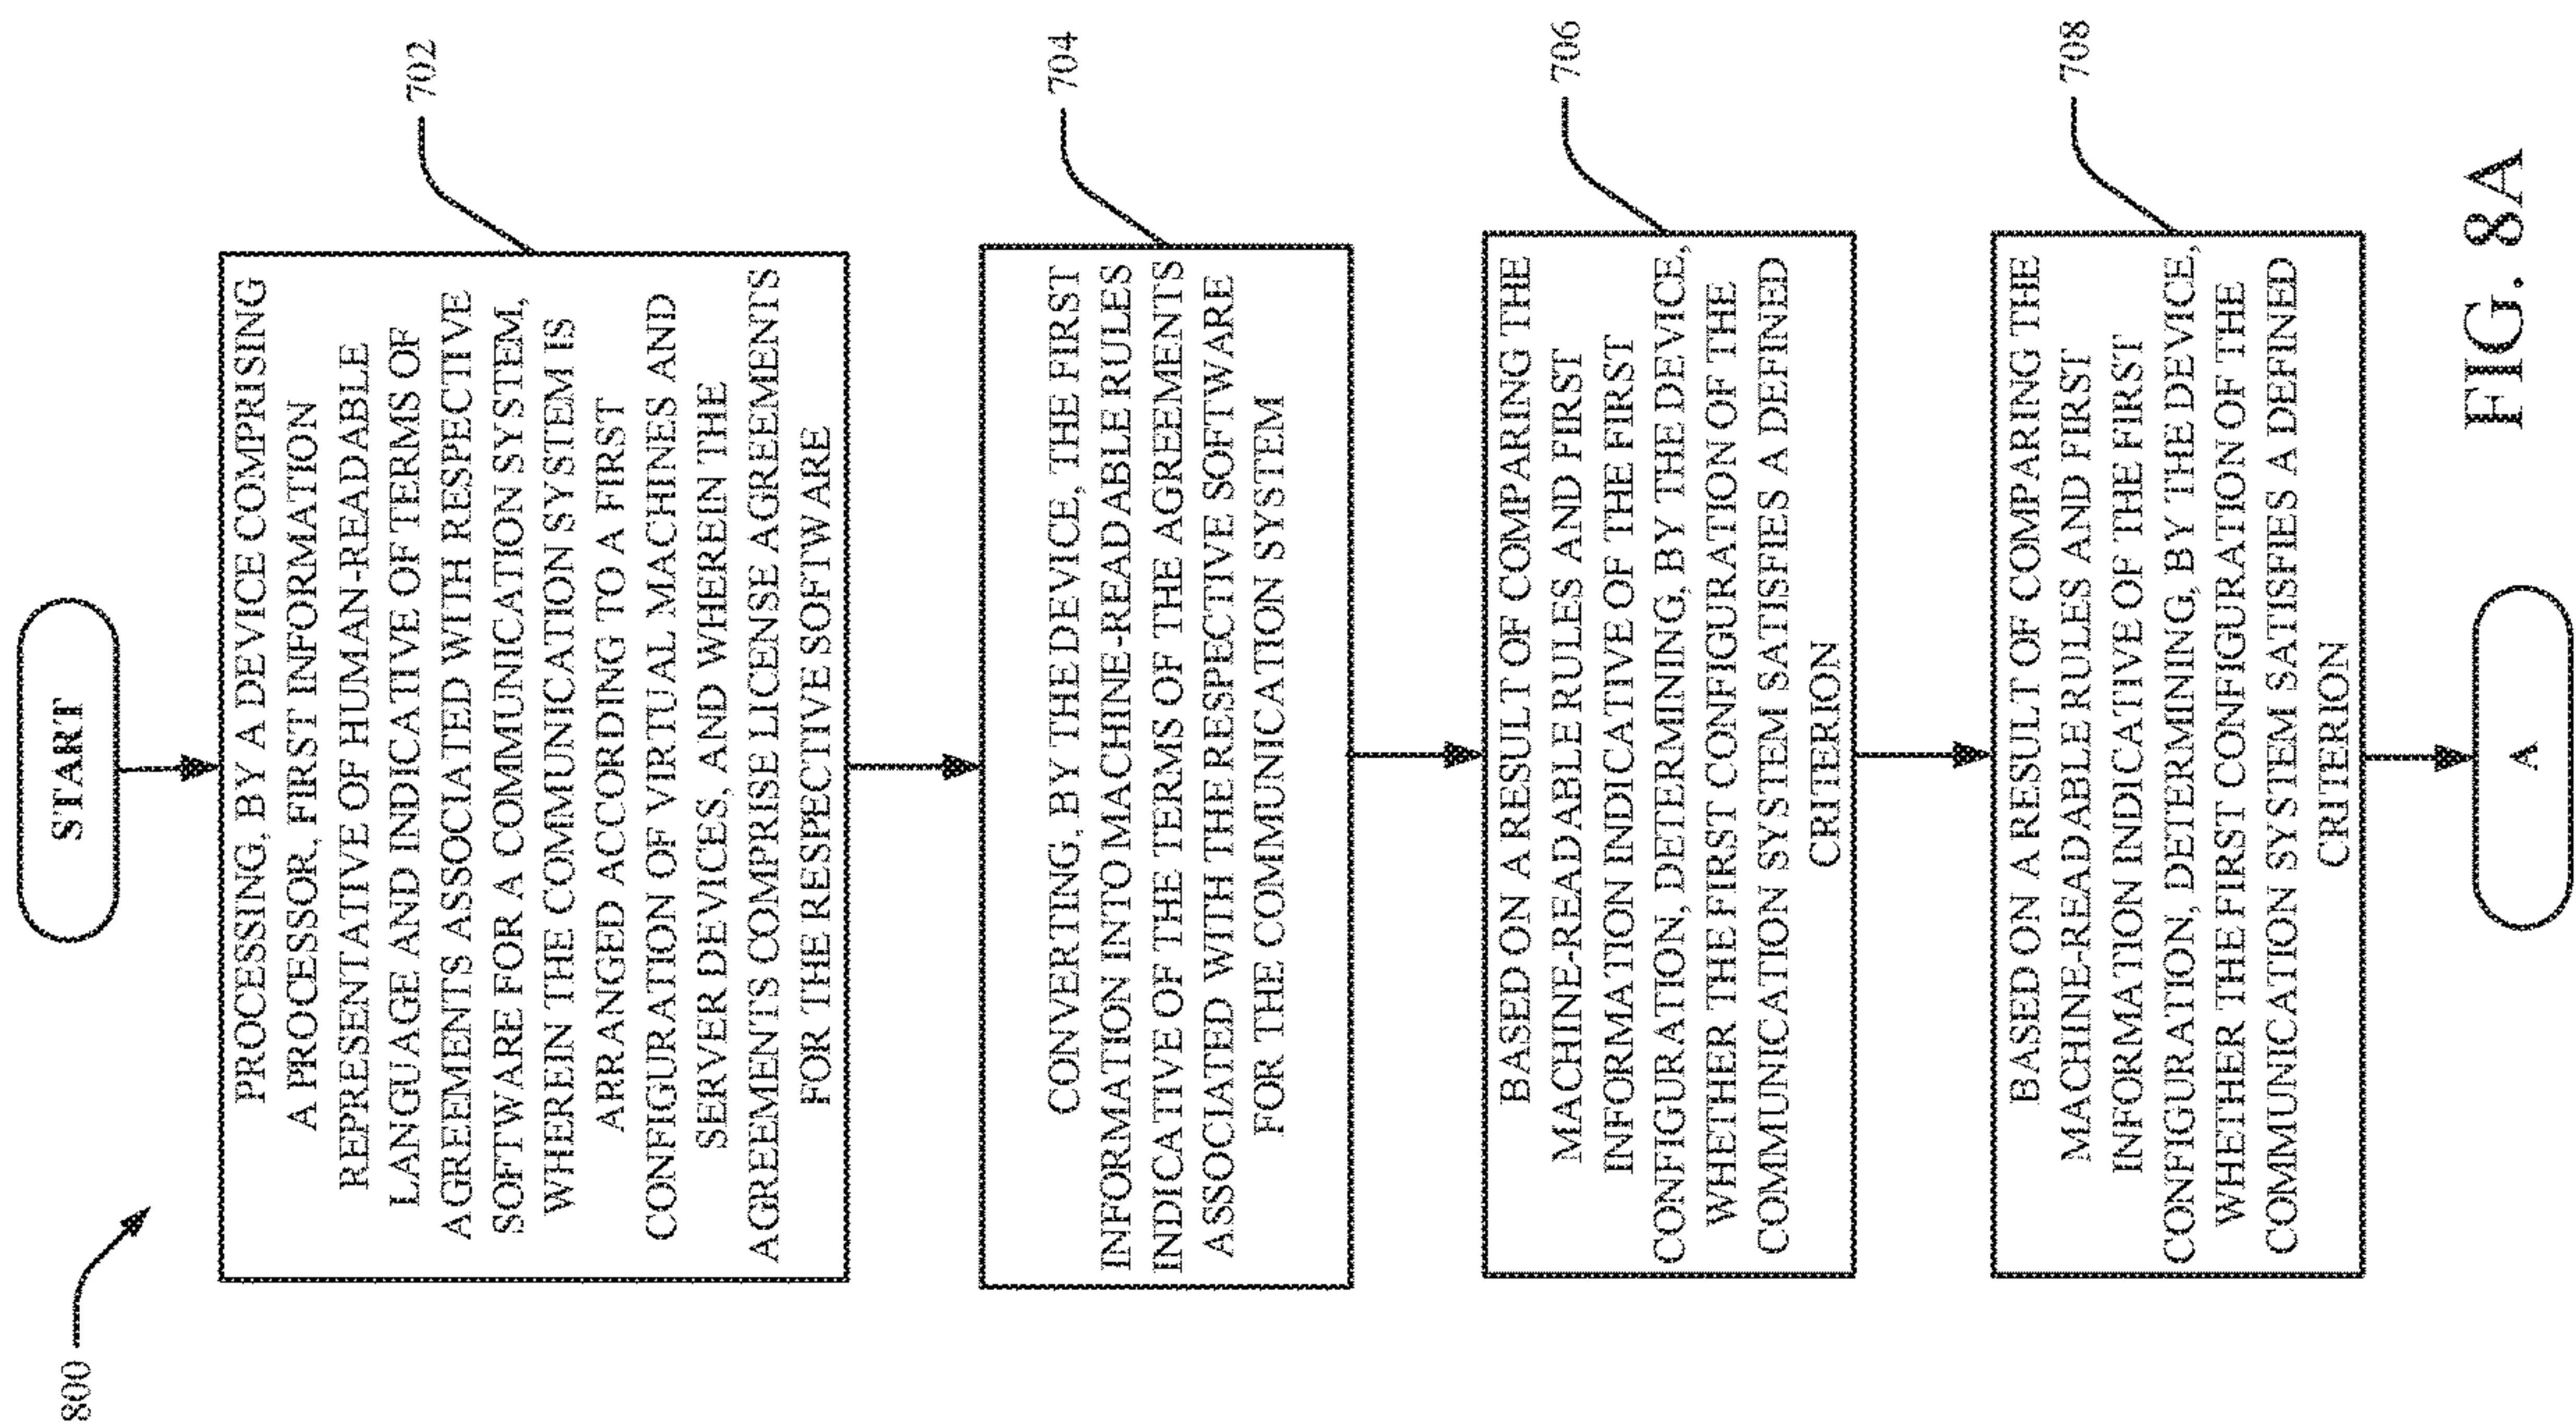 800
START
702
PROCESSING, BY A DEVICE COMPRISING
A PROCESSOR, FIRST INFORMATION
REPRESENTATIVE OF HUMAN-READABLE
LANGUAGE AND INDICATIVE OF TERMS OF
AGREEMENTS ASSOCIATED WITH RESPECTIVE
SOFTWARE FOR A COMMUNICATION SYSTEM,
WHEREIN THE COMMUNICATION SYSTEM IS
ARRANGED ACCORDING TO A FIRST
CONFIGURATION OF VIRTUAL MACHINES AND
SERVER DEVICES, AND WHEREIN THE
AGREEMENTS COMPRISE LICENSE AGREEMENTS
FOR THE RESPECTIVE SOFTWARE
704
CONVERTING, BY THE DEVICE, THE FIRST
INFORMATION INTO MACHINE-READABLE RULES
INDICATIVE OF THE TERMS OF THE AGREEMENTS
ASSOCIATED WITH THE RESPECTIVE SOFTWARE
FOR THE COMMUNICATION SYSTEM
706
BASED ON A RESULT OF COMPARING THE
MACHINE-READABLE RULES AND FIRST
INFORMATION INDICATIVE OF THE FIRST
CONFIGURATION, DETERMINING, BY THE DEVICE,
WHETHER THE FIRST CONFIGURATION OF THE
COMMUNICATION SYSTEM SATISFIES A DEFINED
CRITERION
708
BASED ON A RESULT OF COMPARING THE
MACHINE-READABLE RULES AND FIRST
INFORMATION INDICATIVE OF THE FIRST
CONFIGURATION, DETERMINING, BY THE DEVICE,
WHETHER THE FIRST CONFIGURATION OF THE
COMMUNICATION SYSTEM SATISFIES A DEFINED
CRITERION
A
FIG. 8A